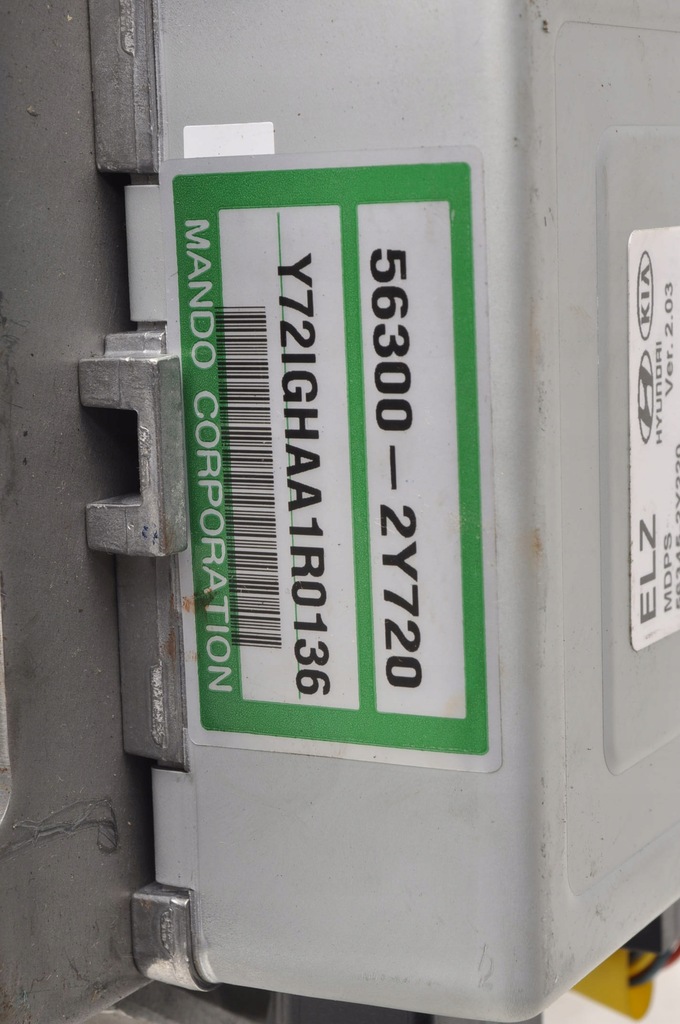 56300-2Y720
Y72IGHAA1R0136
MANDO CORPORATION
HYUNDAI KIA
Ver. 2.03
ELZ
MDPS